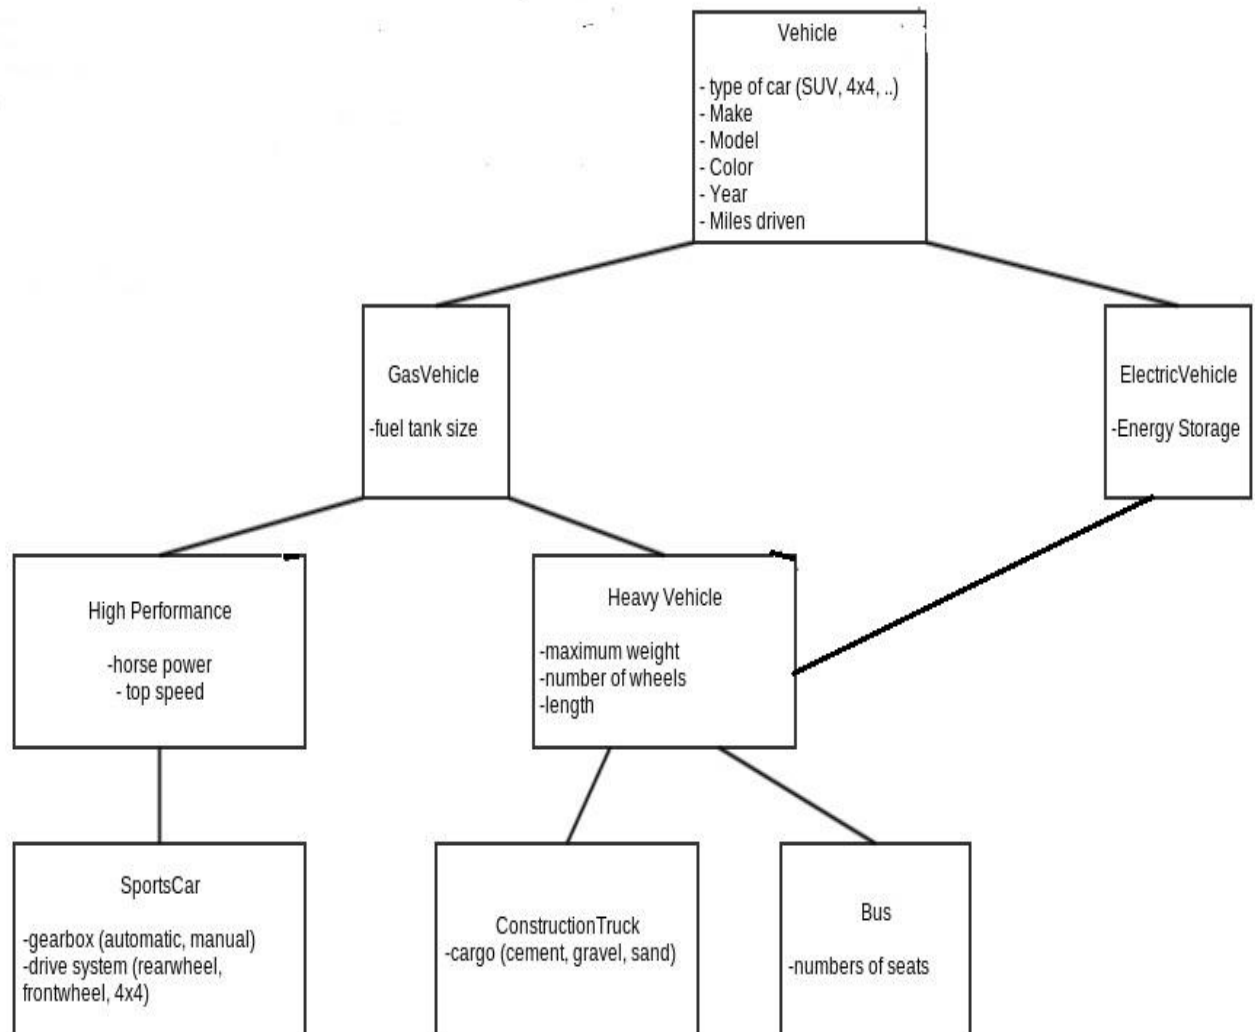 Vehicle
- type of car (SUV, 4x4, ..)
- Make
- Model
- Color
- Year
- Miles driven
GasVehicle
-fuel tank size
ElectricVehicle
-Energy Storage
High Performance
-horse power
- top speed
Heavy Vehicle
-maximum weight
-number of wheels
-length
SportsCar
-gearbox (automatic, manual)
-drive system (rearwheel,
frontwheel, 4x4)
ConstructionTruck
-cargo (cement, gravel, sand)
Bus
-numbers of seats